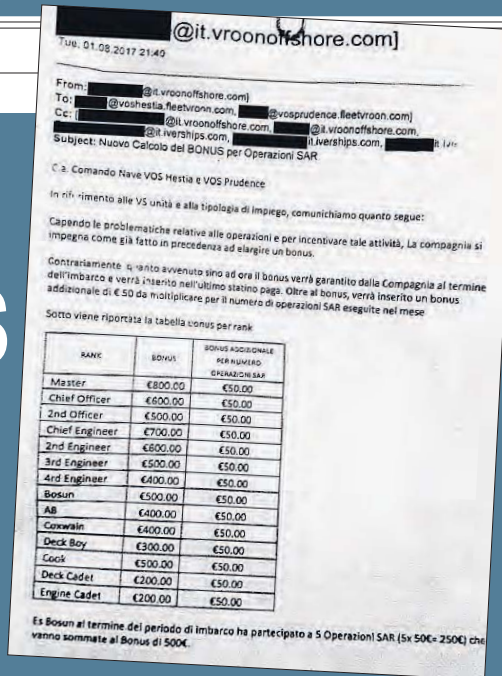 @it.vroonoffshore.com]
Tue, 01.08.2017 21:40
From: @it.vroonoffshore.com]
To: @voshestia.fleetvroon.com, @vosprudence.fleetvroon.com]
Cc: [ @it.vroonoffshore.com, @it.vroonoffshore.com,
@it.iverships.com, it.iverships.com, it.iver
Subject: Nuovo Calcolo del BONUS per Operazioni SAR
C.a. Comando Nave VOS Hestia e VOS Prudence
In riferimento alle VS unità e alla tipologia di impiego, comunichiamo quanto segue:
Capendo le problematiche relative alle operazioni e per incentivare tale attività, La compagnia si
impegna come già fatto in precedenza ad elargire un bonus.
Contrariamente quanto avvenuto sino ad ora il bonus verrà garantito dalla Compagnia al termine
dell'imbarco e verrà inserito nell'ultimo statino paga. Oltre al bonus, verrà inserito un bonus
addizionale di € 50 da moltiplicare per il numero di operazioni SAR eseguite nel mese
Sotto viene riportata la tabella bonus per rank
RANK BONUS BONUS ADDIZIONALE
PER NUMERO
OPERAZIONI SAR
Master €800.00 €50.00
Chief Officer €600.00 €50.00
2nd Officer €500.00 €50.00
Chief Engineer €700.00 €50.00
2nd Engineer €600.00 €50.00
3rd Engineer €500.00 €50.00
4rd Engineer €400.00 €50.00
Bosun €500.00 €50.00
AB €400.00 €50.00
Coxwain €400.00 €50.00
Deck Boy €300.00 €50.00
Cook €500.00 €50.00
Deck Cadet €200.00 €50.00
Engine Cadet €200.00 €50.00
Es Bosun al termine del periodo di imbarco ha partecipato a 5 Operazioni SAR (5x 50€= 250€) che
vanno sommate al Bonus di 500€.